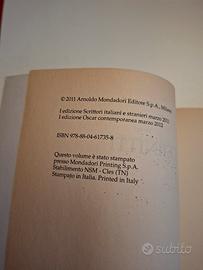 © 2011 Arnoldo Mondadori Editore S.p.A., Milano
I edizione Scrittori italiani e stranieri marzo 2011
I edizione Oscar contemporanea marzo 2012
ISBN 978-88-04-61735-8
Questo volume è stato stampato
presso Mondadori Printing S.p.A.
Stabilimento NSM - Cles (TN)
Stampato in Italia. Printed in Italy
subito